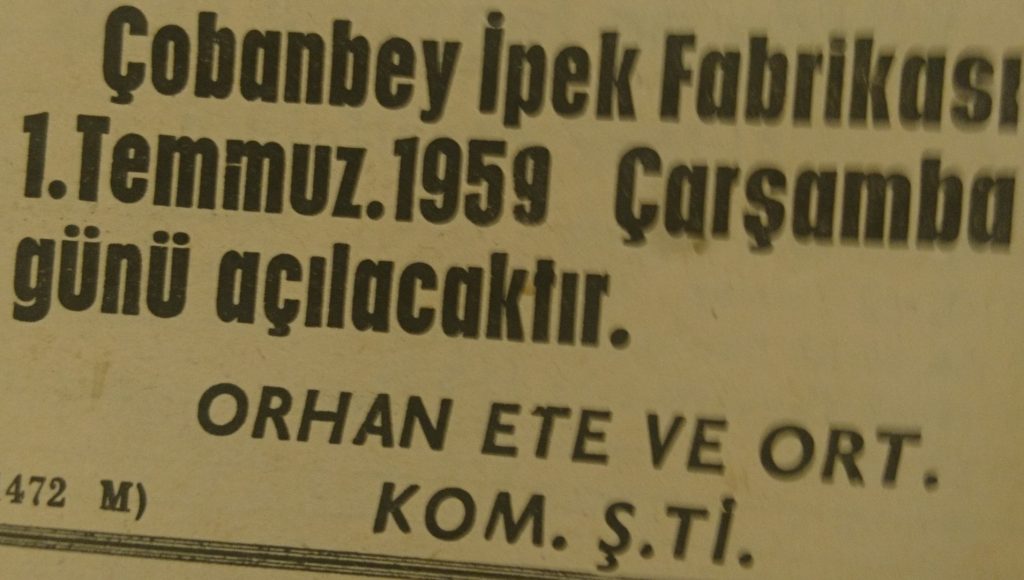 Çobanbey İpek Fabrikası
1.Temmuz.1959 Çarşamba
günü açılacaktır.
ORHAN ETE VE ORT.
KOM. Ş.Tİ.
472 M)